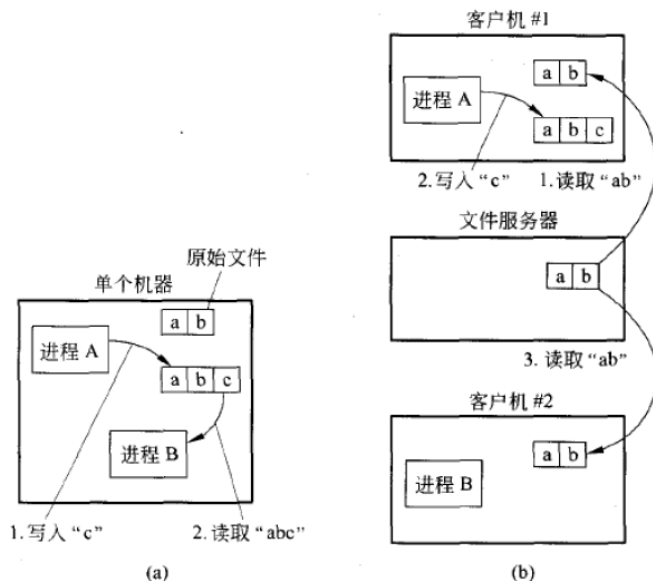 单个机器
原始文件
a b
进程 A
a b c
进程 B
1.写入“c”
2.读取“abc”
(a)
客户机 #1
a b
进程 A
a b c
2.写入“c”
1.读取“ab”
文件服务器
a b
3. 读取“ab”
客户机 #2
a b
进程 B
(b)